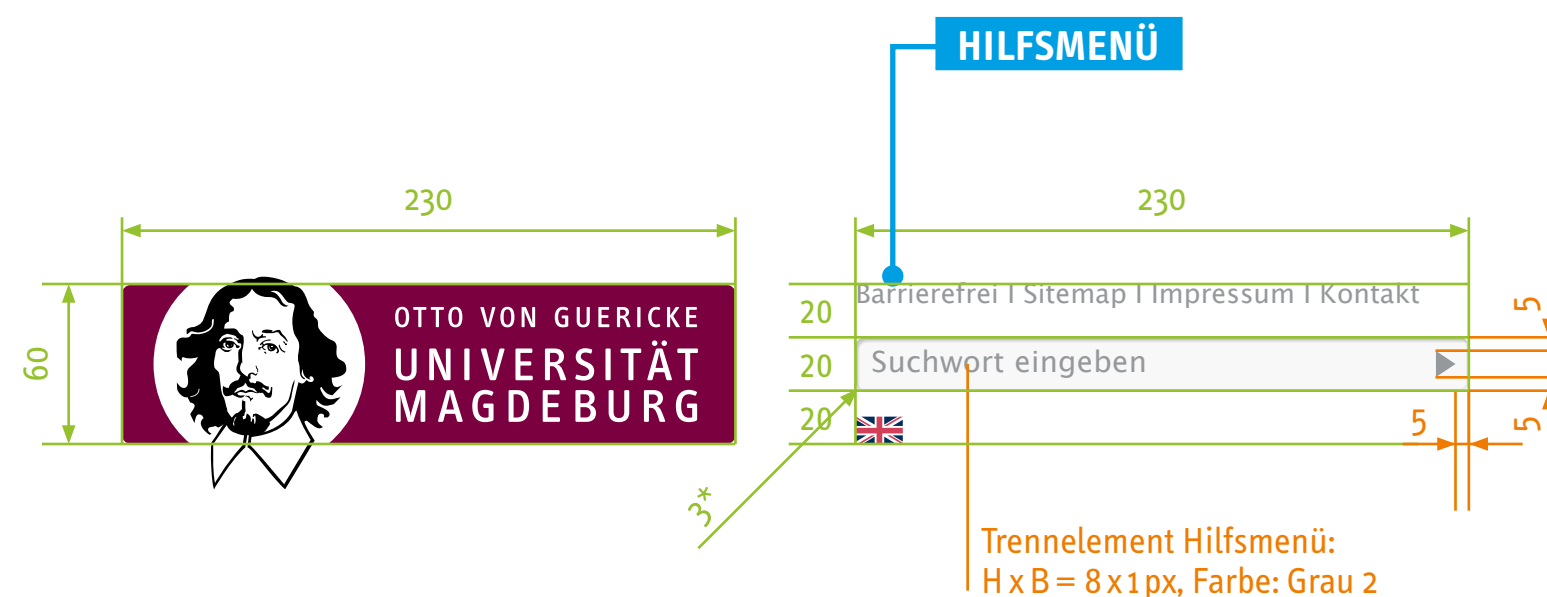 HILFSMENÜ
230
230
60
OTTO VON GUERICKE
UNIVERSITÄT
MAGDEBURG
20
Barrierefrei I Sitemap I Impressum I Kontakt
5
20
Suchwort eingeben
20
5
5
3*
Trennelement Hilfsmenü:
H x B = 8 x 1 px, Farbe: Grau 2